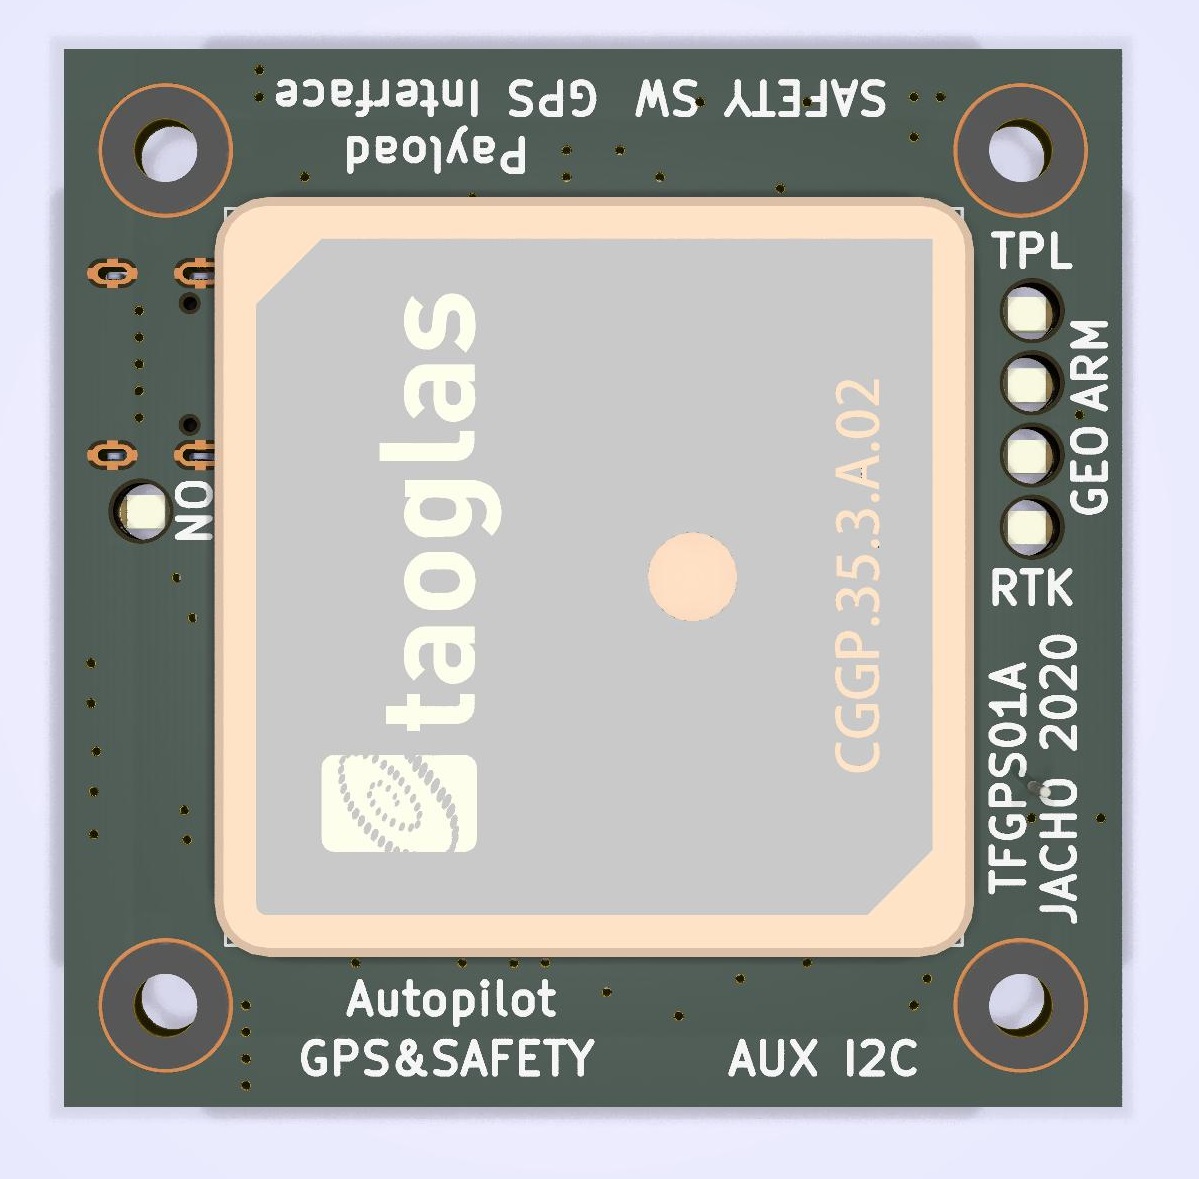 SAFETY SW GPS Interface
Payload
TPL
ARM
GEO
RTK
ON
taoglas
CGGP.35.3.A.02
TFGPS01A
JACHO 2020
Autopilot
GPS&SAFETY
AUX I2C